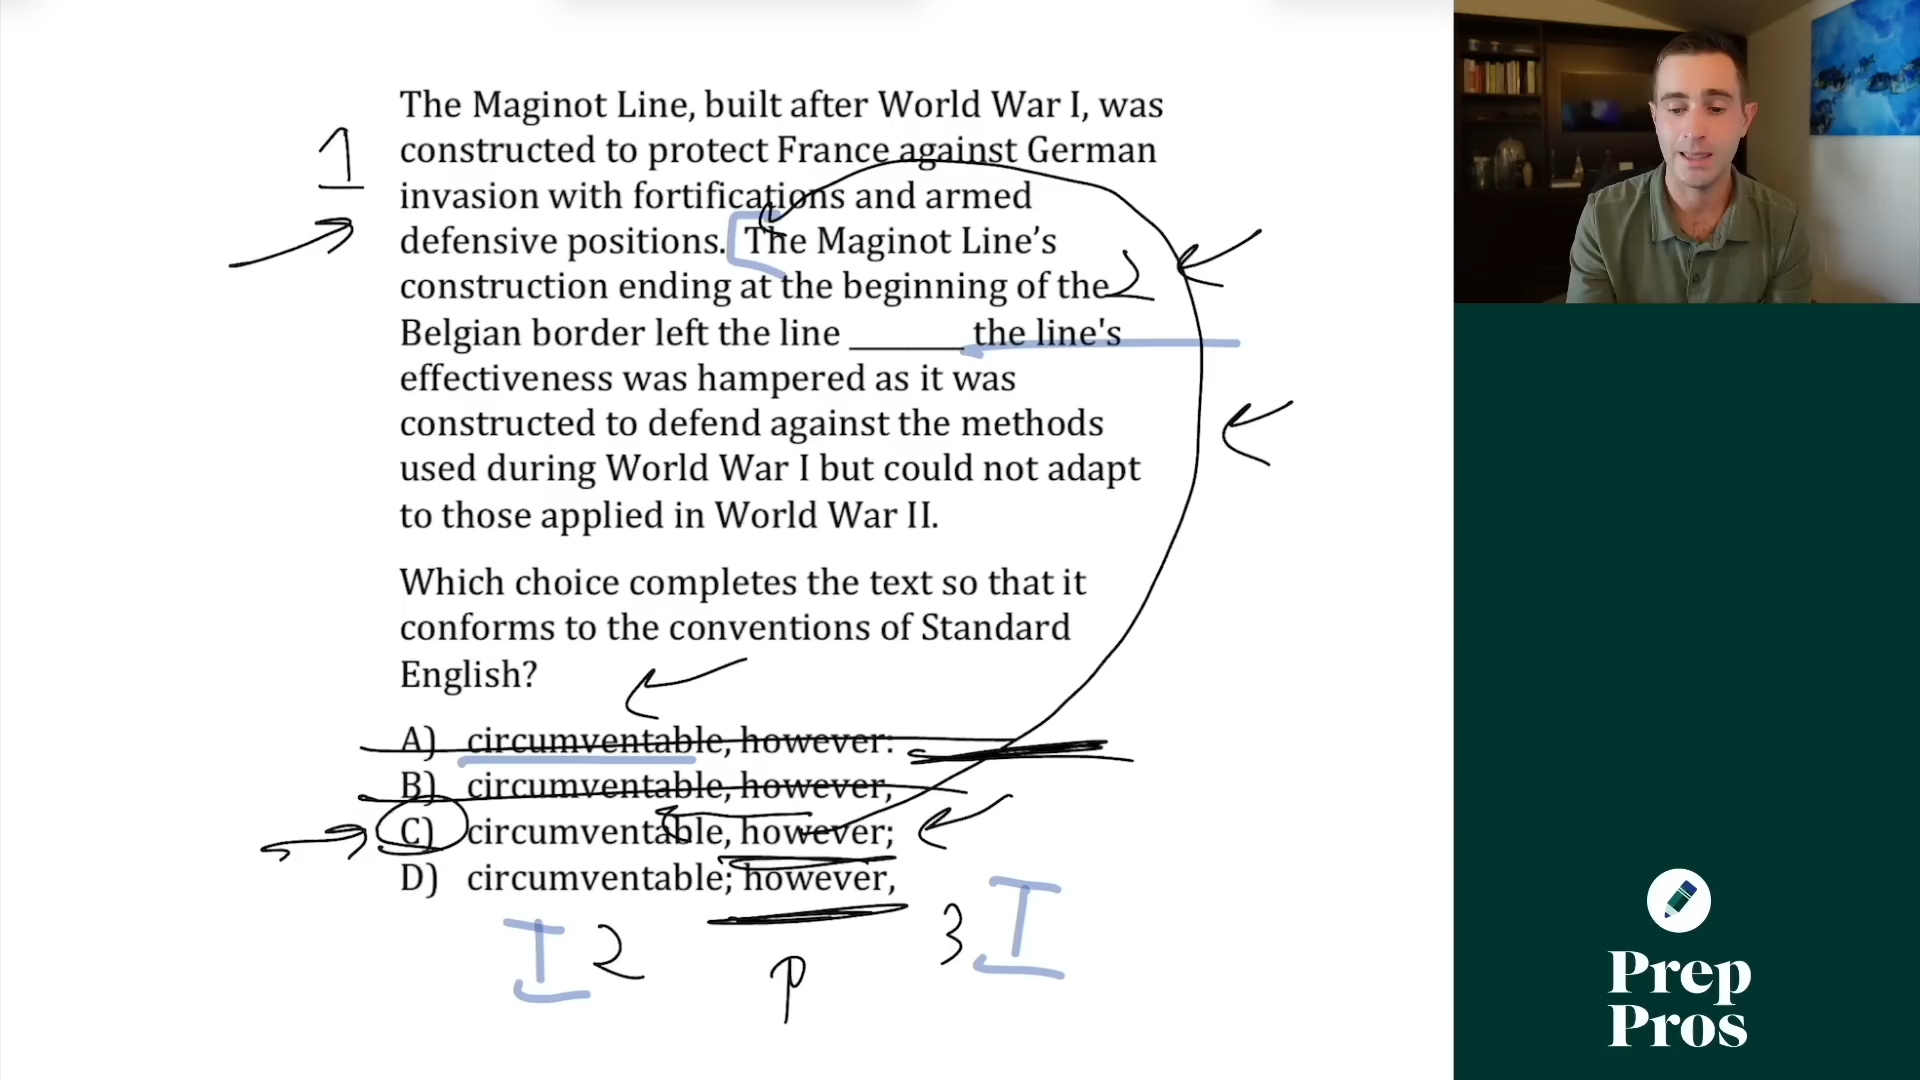 The Maginot Line, built after World War I, was
constructed to protect France against German
1
invasion with fortifications and armed
defensive positions. The Maginot Line’s
construction ending at the beginning of the 2
Belgian border left the line ______ the line's
effectiveness was hampered as it was
constructed to defend against the methods
used during World War I but could not adapt
to those applied in World War II.
Which choice completes the text so that it
conforms to the conventions of Standard
English?
A) circumventable, however:
B) circumventable, however,
C) circumventable, however;
D) circumventable; however,
I 2 P 3 I
Prep
Pros